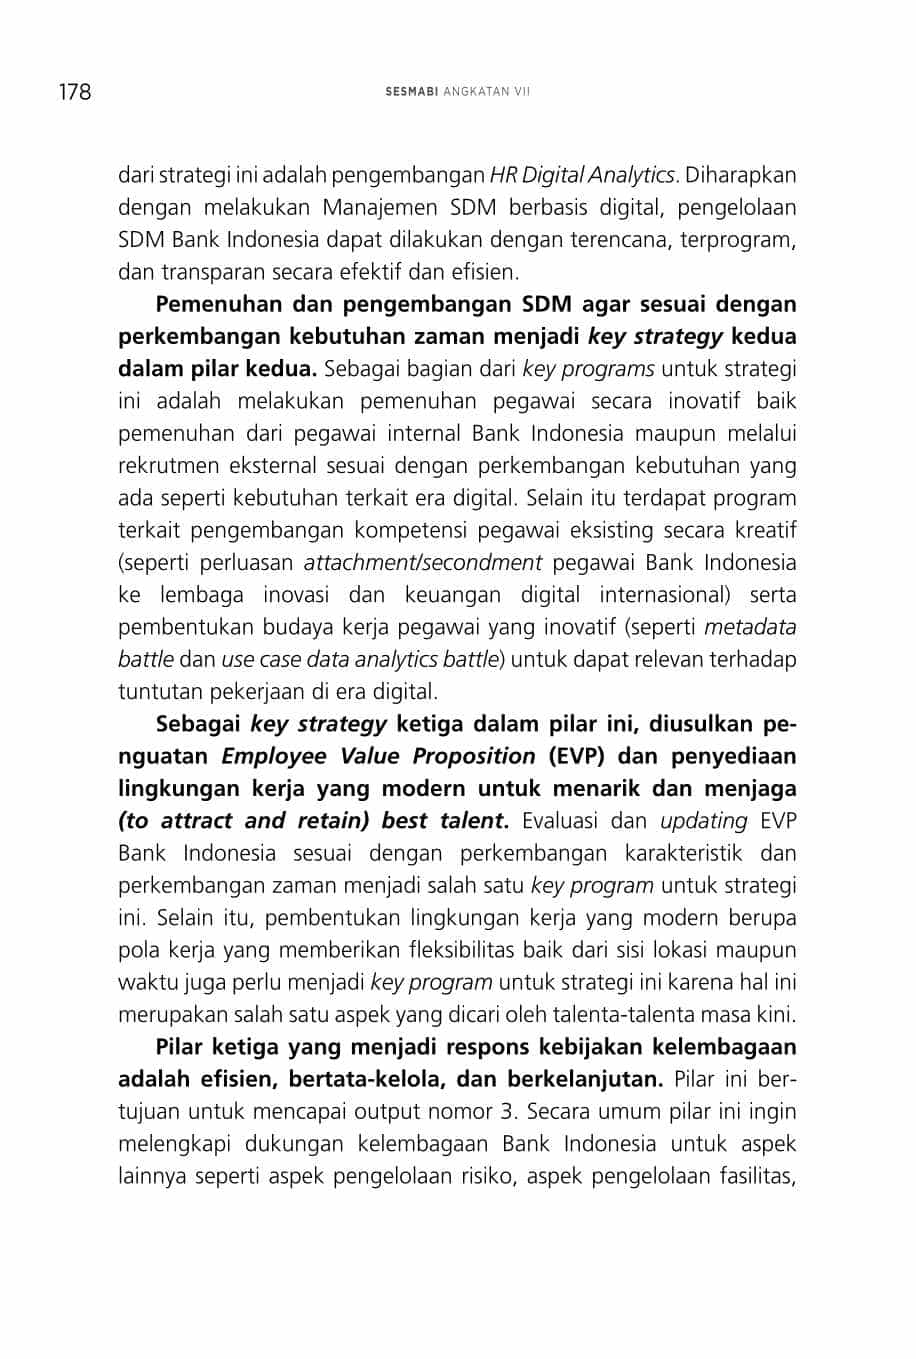 178
SESMABI ANGKATAN VII
dari strategi ini adalah pengembangan HR Digital Analytics. Diharapkan
dengan melakukan Manajemen SDM berbasis digital, pengelolaan
SDM Bank Indonesia dapat dilakukan dengan terencana, terprogram,
dan transparan secara efektif dan efisien.
Pemenuhan dan pengembangan SDM agar sesuai dengan
perkembangan kebutuhan zaman menjadi key strategy kedua
dalam pilar kedua. Sebagai bagian dari key programs untuk strategi
ini adalah melakukan pemenuhan pegawai secara inovatif baik
pemenuhan dari pegawai internal Bank Indonesia maupun melalui
rekrutmen eksternal sesuai dengan perkembangan kebutuhan yang
ada seperti kebutuhan terkait era digital. Selain itu terdapat program
terkait pengembangan kompetensi pegawai eksisting secara kreatif
(seperti perluasan attachment/secondment pegawai Bank Indonesia
ke lembaga inovasi dan keuangan digital internasional) serta
pembentukan budaya kerja pegawai yang inovatif (seperti metadata
battle dan use case data analytics battle) untuk dapat relevan terhadap
tuntutan pekerjaan di era digital.
Sebagai key strategy ketiga dalam pilar ini, diusulkan pe-
nguatan Employee Value Proposition (EVP) dan penyediaan
lingkungan kerja yang modern untuk menarik dan menjaga
(to attract and retain) best talent. Evaluasi dan updating EVP
Bank Indonesia sesuai dengan perkembangan karakteristik dan
perkembangan zaman menjadi salah satu key program untuk strategi
ini. Selain itu, pembentukan lingkungan kerja yang modern berupa
pola kerja yang memberikan fleksibilitas baik dari sisi lokasi maupun
waktu juga perlu menjadi key program untuk strategi ini karena hal ini
merupakan salah satu aspek yang dicari oleh talenta-talenta masa kini.
Pilar ketiga yang menjadi respons kebijakan kelembagaan
adalah efisien, bertata-kelola, dan berkelanjutan. Pilar ini ber-
tujuan untuk mencapai output nomor 3. Secara umum pilar ini ingin
melengkapi dukungan kelembagaan Bank Indonesia untuk aspek
lainnya seperti aspek pengelolaan risiko, aspek pengelolaan fasilitas,